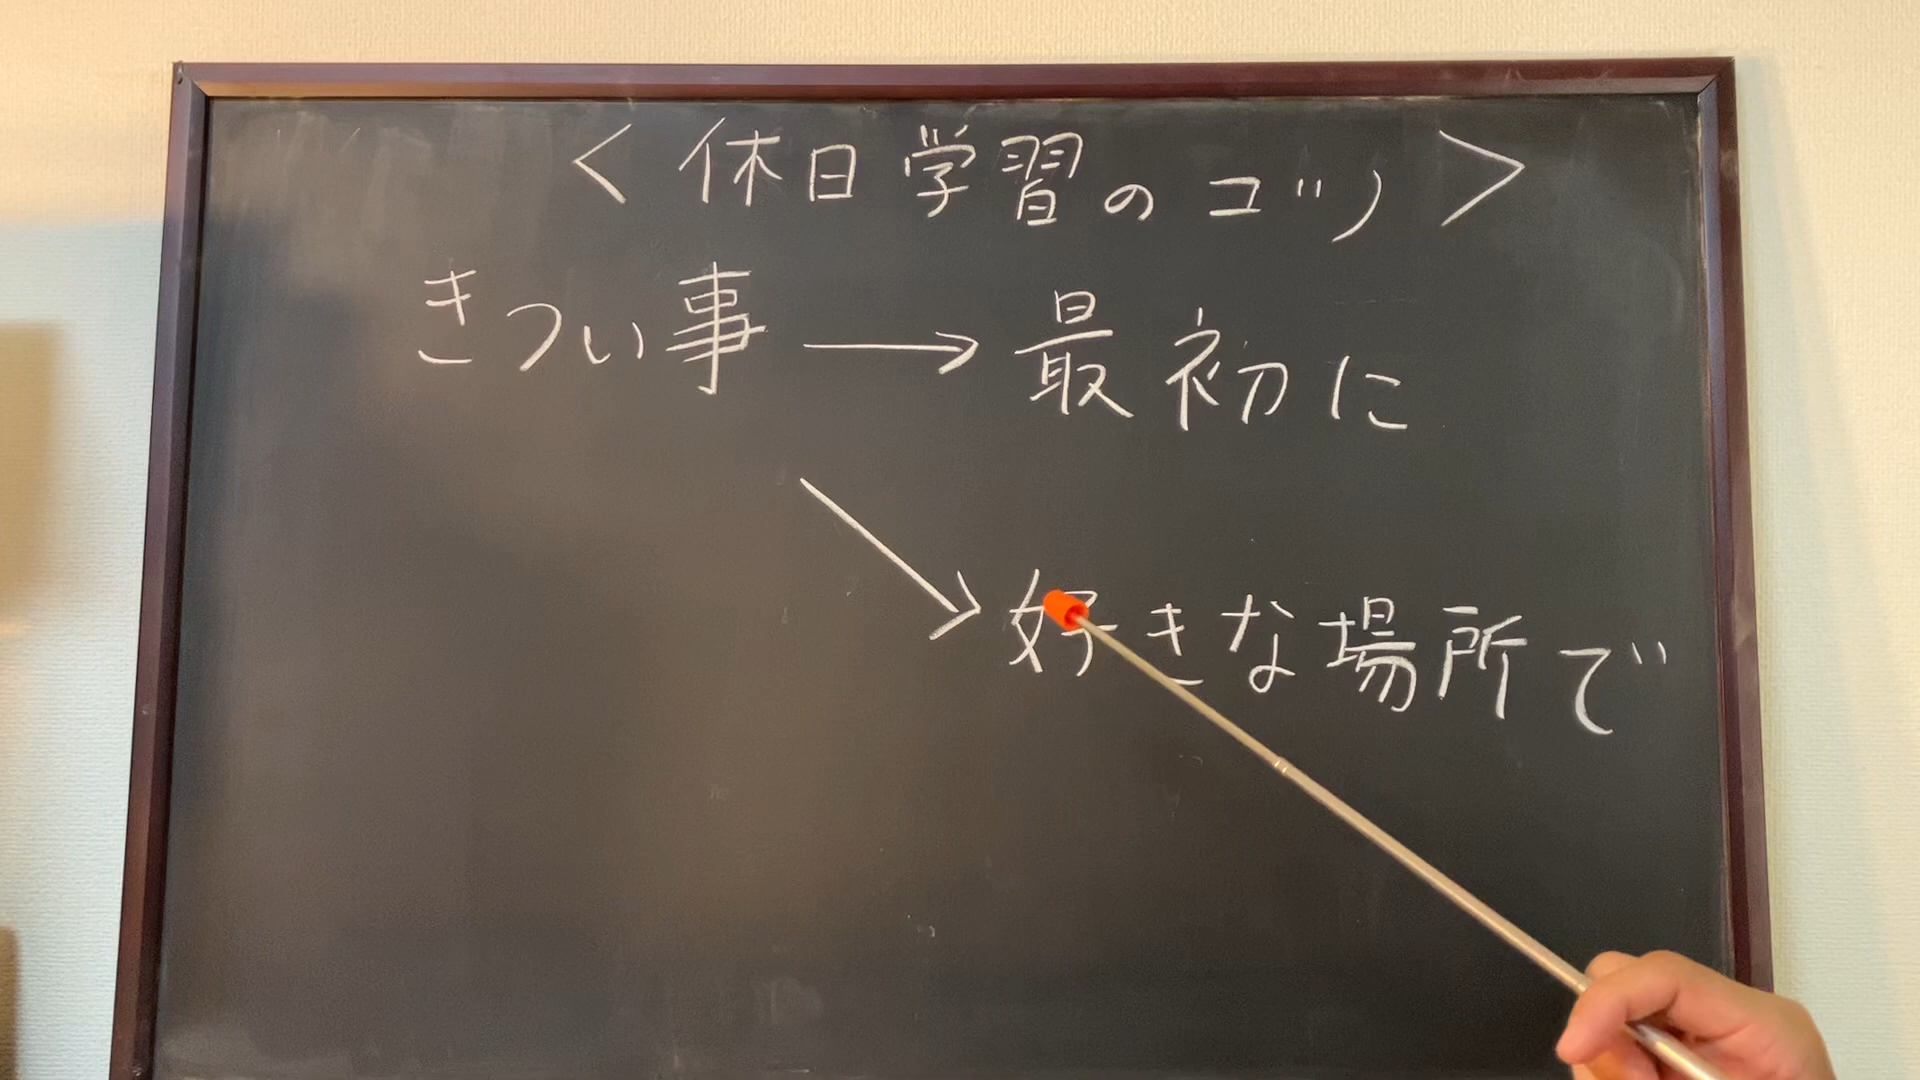 <休日学習のコツ>
きつい事→最初に
↘好きな場所で